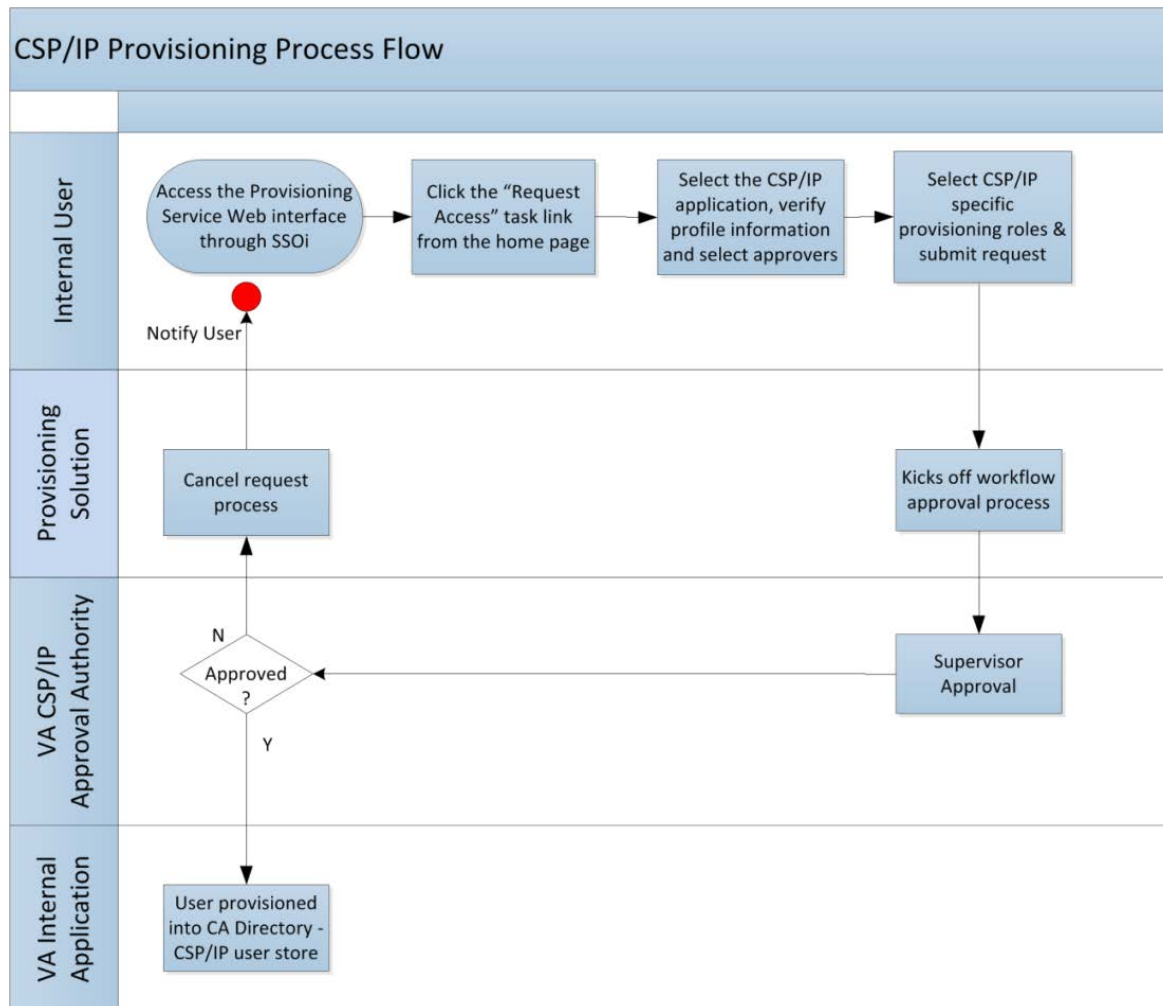 CSP/IP Provisioning Process Flow
Internal User
Access the Provisioning
Service Web interface
through SSOi
Click the “Request
Access” task link
from the home page
Select the CSP/IP
application, verify
profile information
and select approvers
Select CSP/IP
specific
provisioning roles &
submit request
Notify User
Provisioning
Solution
Cancel request
process
Kicks off workflow
approval process
VA CSP/IP
Approval Authority
N
Approved
?
Y
Supervisor
Approval
VA Internal
Application
User provisioned
into CA Directory -
CSP/IP user store